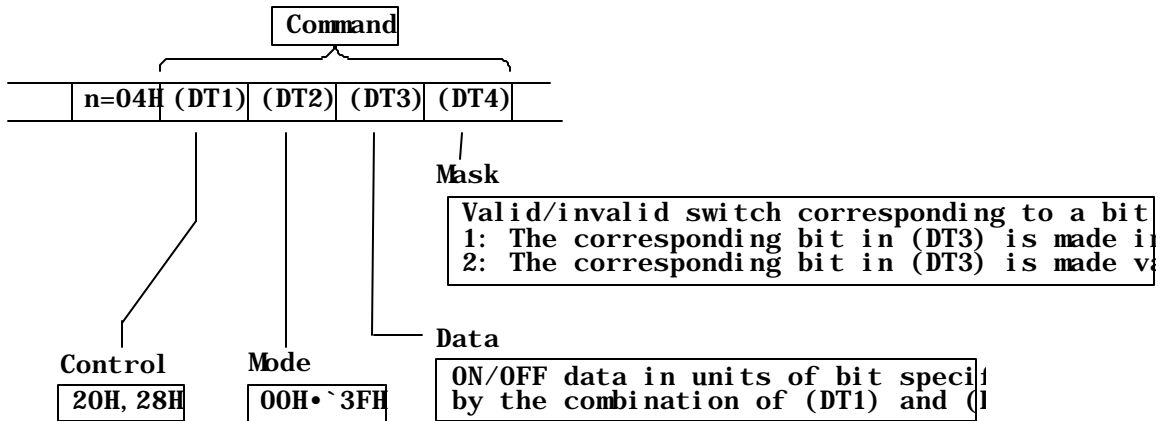 Command
n=04H (DT1) (DT2) (DT3) (DT4)
Mask
Valid/invalid switch corresponding to a bit
1: The corresponding bit in (DT3) is made
2: The corresponding bit in (DT3) is made
Data
ON/OFF data in units of bit
by the combination of (DT1) and
Control
20H, 28H
Mode
00H•`3FH